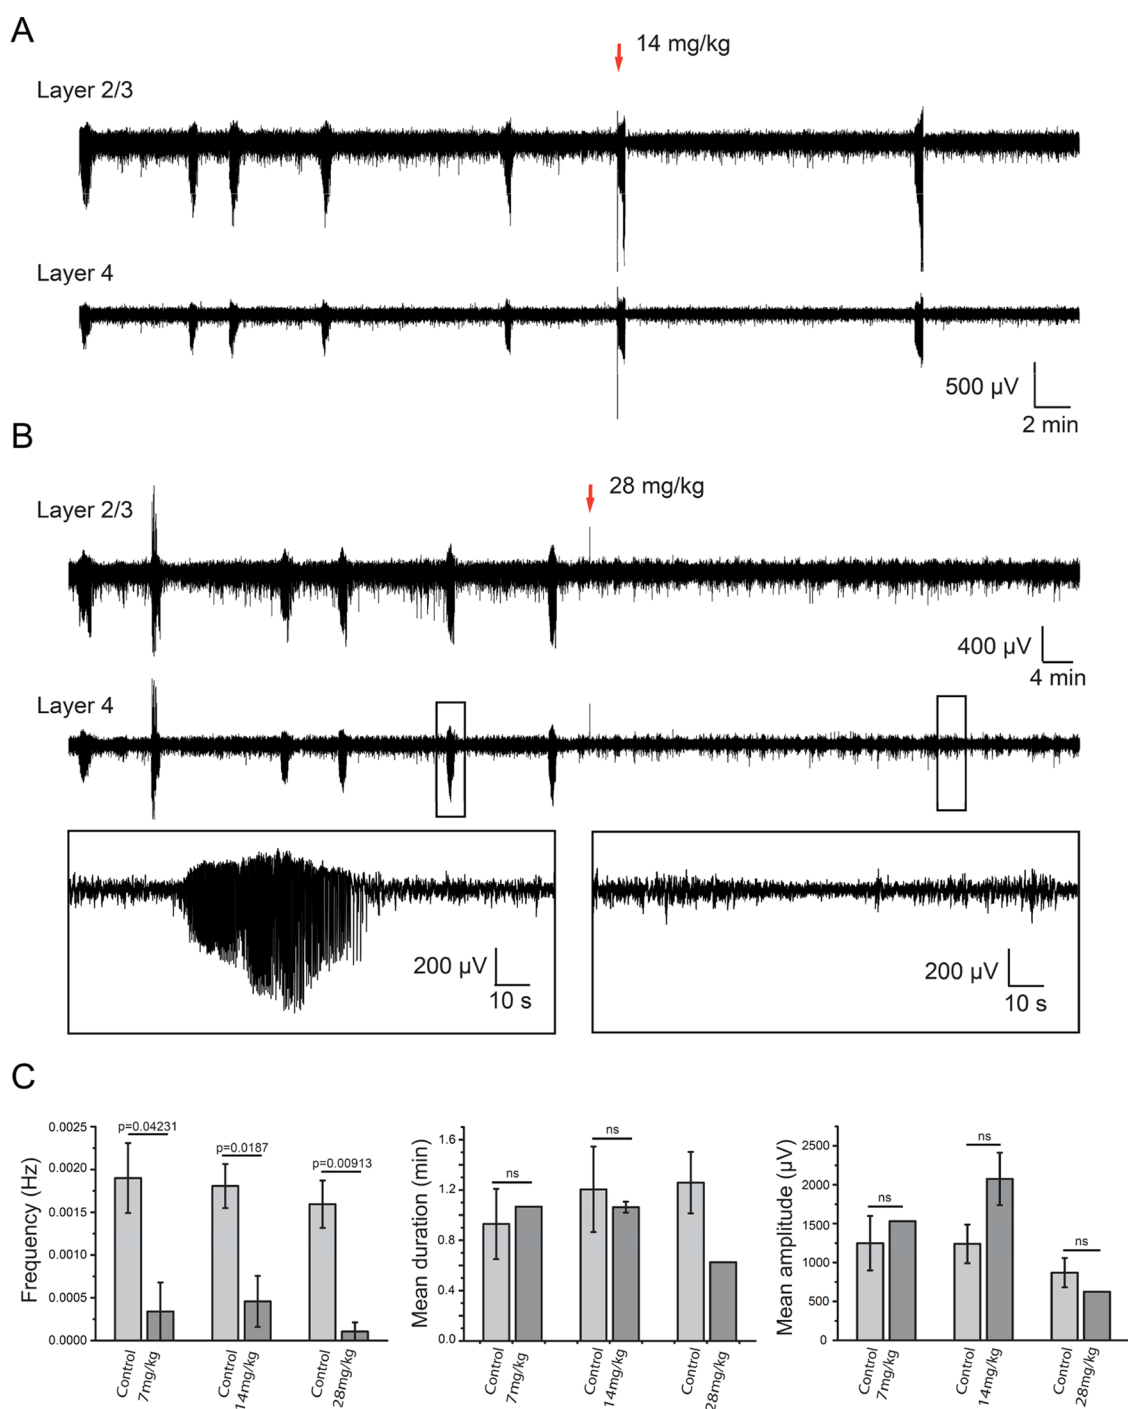 A
14 mg/kg
Layer 2/3
Layer 4
500 µV
2 min
B
28 mg/kg
Layer 2/3
400 µV
4 min
Layer 4
200 µV
10 s
200 µV
10 s
C
Frequency (Hz)
0.0025
0.0020
0.0015
0.0010
0.0005
0.0000
p=0.04231
p=0.0187
p=0.00913
Control
7mg/kg
Control
14mg/kg
Control
28mg/kg
Mean duration (min)
1.6
1.2
0.8
0.4
0.0
ns
ns
Control
7mg/kg
Control
14mg/kg
Control
28mg/kg
Mean amplitude (µV)
2500
2000
1500
1000
500
0
ns
ns
ns
Control
7mg/kg
Control
14mg/kg
Control
28mg/kg